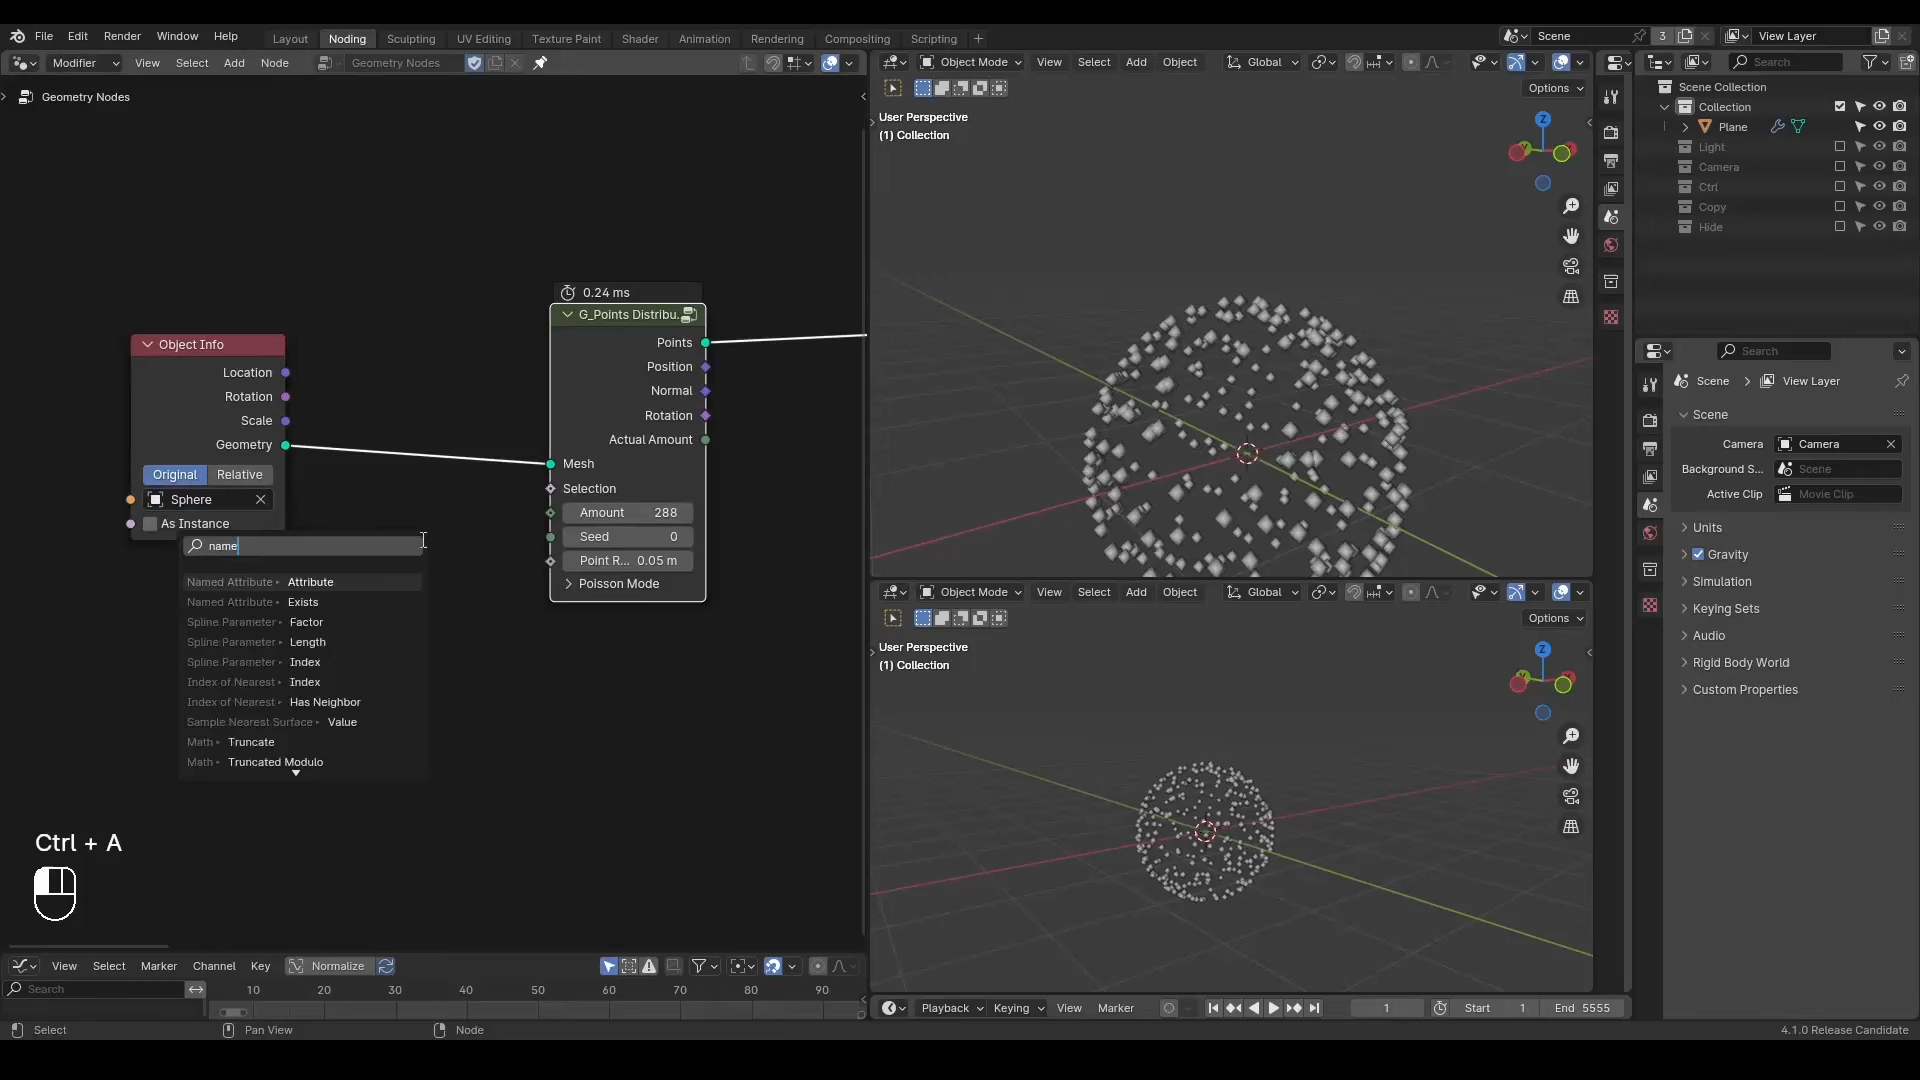 File Edit Render Window Help Layout Noding Sculpting UV Editing Texture Paint Shader Animation Rendering Compositing Scripting + Scene 3 View Layer
Modifier View Select Add Node Geometry Nodes
Geometry Nodes
0.24 ms
G_Points Distribu...
Points
Position
Normal
Rotation
Actual Amount
Mesh
Selection
Amount 288
Seed 0
Point R... 0.05 m
Poisson Mode
Object Info
Location
Rotation
Scale
Geometry
Original Relative
Sphere
As Instance
name
Named Attribute Attribute
Named Attribute Exists
Spline Parameter Factor
Spline Parameter Length
Spline Parameter Index
Index of Nearest Index
Index of Nearest Has Neighbor
Sample Nearest Surface Value
Math Truncate
Math Truncated Modulo
Ctrl + A
View Select Marker Channel Key Normalize
Search 10 20 30 40 50 60 70 80 90
Select Pan View Node
Object Mode View Select Add Object Global
Options
User Perspective
(1) Collection
Z
Object Mode View Select Add Object Global
Options
User Perspective
(1) Collection
Z
Playback Keying View Marker 1 Start 1 End 5555
Search
Scene Collection
Collection
Plane
Light
Camera
Ctrl
Copy
Hide
Search
Scene View Layer
Scene
Camera Camera
Background S... Scene
Active Clip Movie Clip
Units
Gravity
Simulation
Keying Sets
Audio
Rigid Body World
Custom Properties
4.1.0 Release Candidate